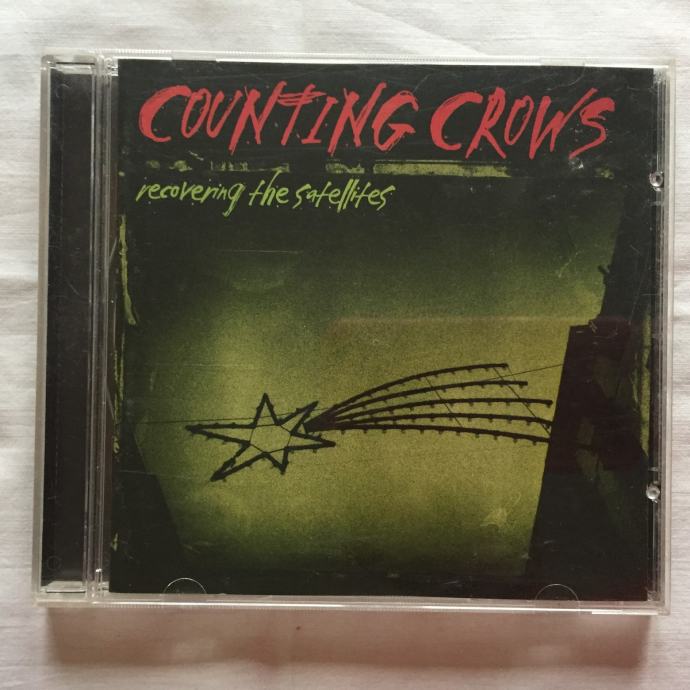 COUNTING CROWS
recovering the satellites